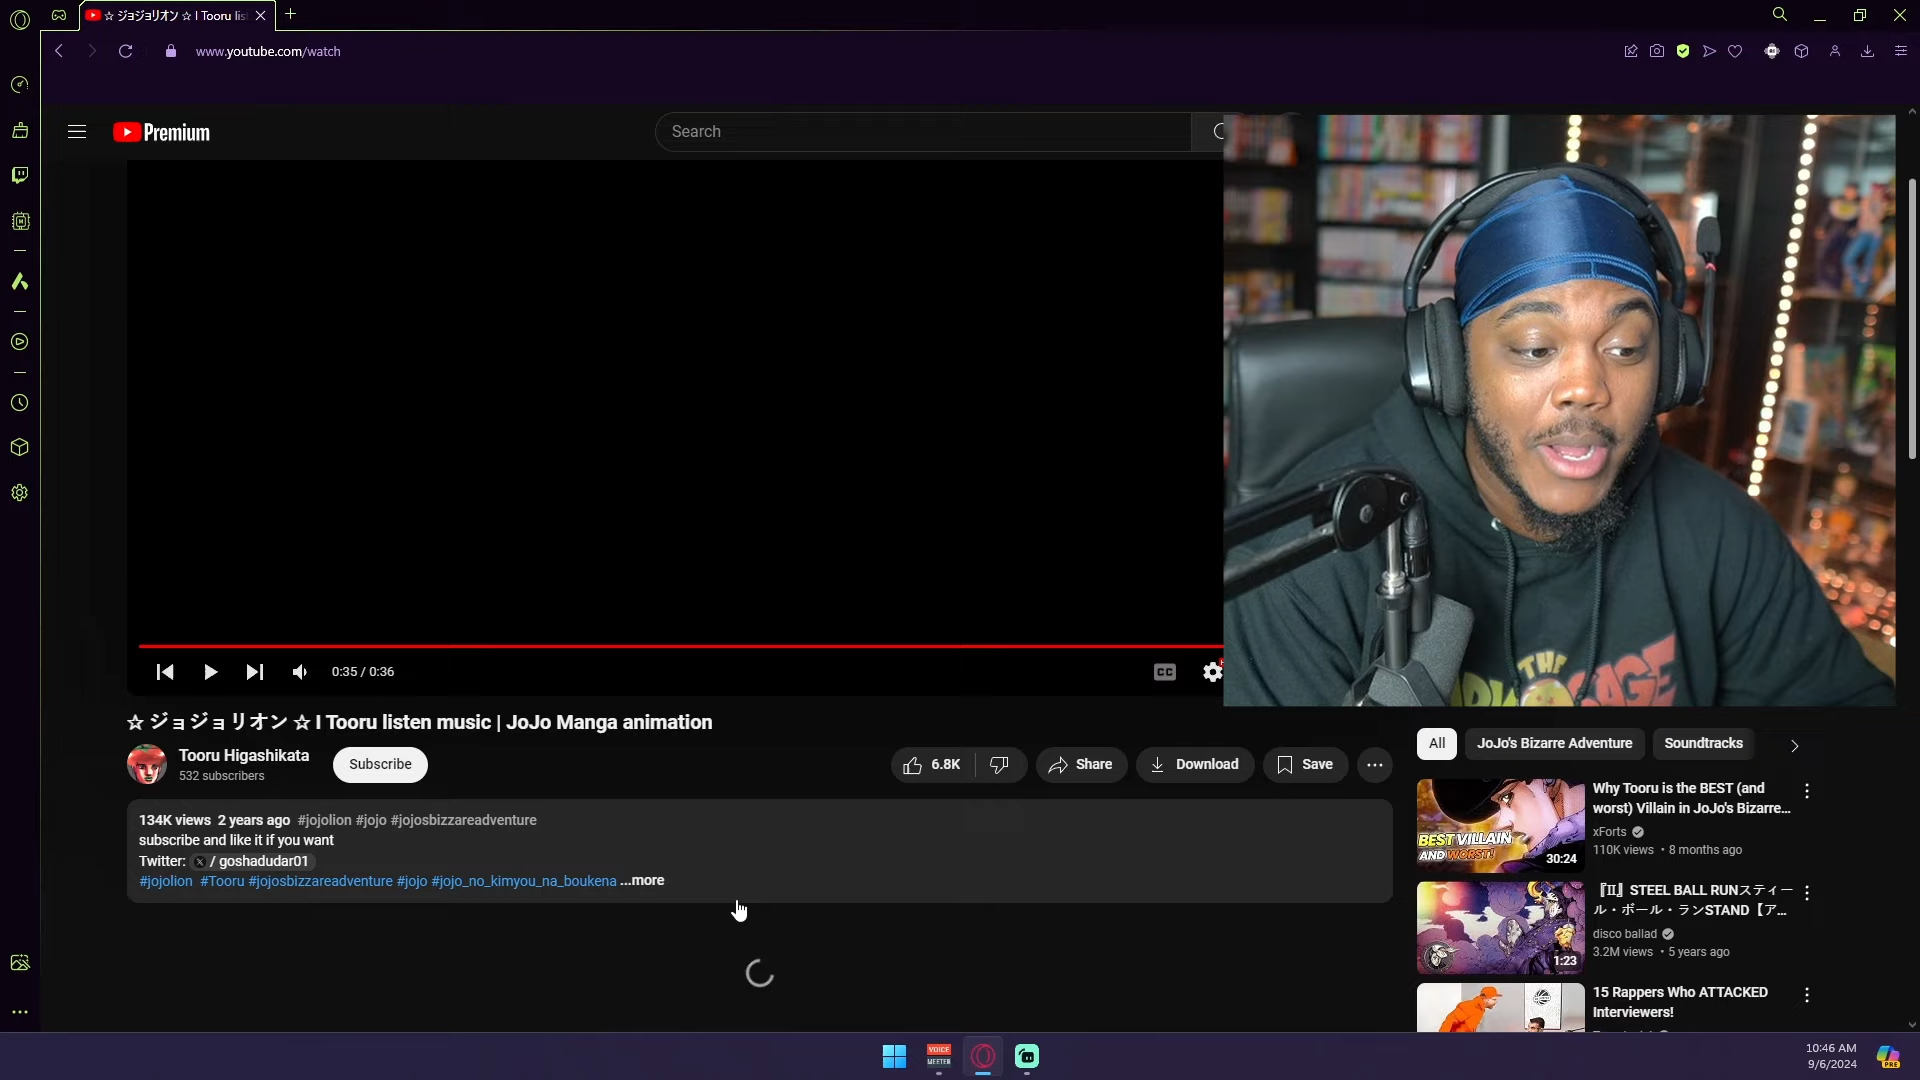 ☆ ジョジョリオン ☆ I Tooru lis
www.youtube.com/watch
Premium
Search
CC
0:35 / 0:36
☆ ジョジョリオン ☆ I Tooru listen music | JoJo Manga animation
Tooru Higashikata
532 subscribers
Subscribe
6.8K
Share
Download
Save
134K views 2 years ago #jojolion #jojo #jojosbizzareadventure
subscribe and like it if you want
Twitter: X / goshadudar01
#jojolion #Tooru #jojosbizzareadventure #jojo #jojo_no_kimyou_na_boukena ...more
All
JoJo's Bizarre Adventure
Soundtracks
BEST VILLAIN
AND WORST!
30:24
Why Tooru is the BEST (and
worst) Villain in JoJo's Bizarre...
xForts
110K views • 8 months ago
1:23
『II』STEEL BALL RUNスティー
ル・ボール・ランSTAND【ア...
disco ballad
3.2M views • 5 years ago
15 Rappers Who ATTACKED
Interviewers!
THE
VOICE
MEETER
10:46 AM
9/6/2024
PRE